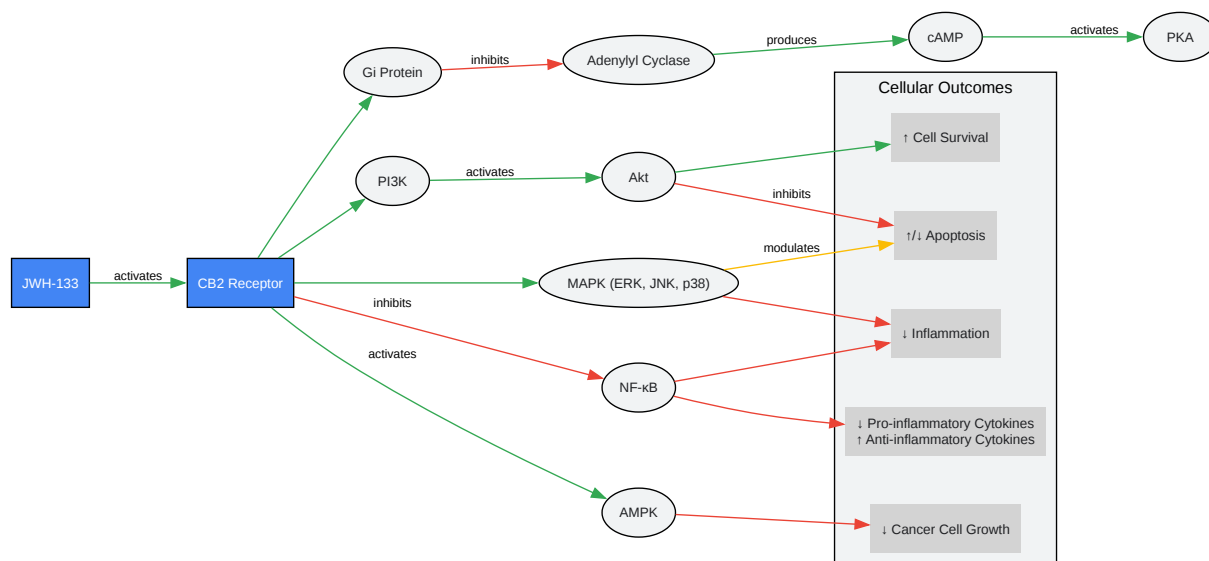 JWH-133
activates
CB2 Receptor
Gi Protein
inhibits
Adenylyl Cyclase
produces
cAMP
activates
PKA
PI3K
activates
Akt
inhibits
MAPK (ERK, JNK, p38)
modulates
inhibits
NF-κB
activates
AMPK
Cellular Outcomes
↑ Cell Survival
↑/↓ Apoptosis
↓ Inflammation
↓ Pro-inflammatory Cytokines
↑ Anti-inflammatory Cytokines
↓ Cancer Cell Growth